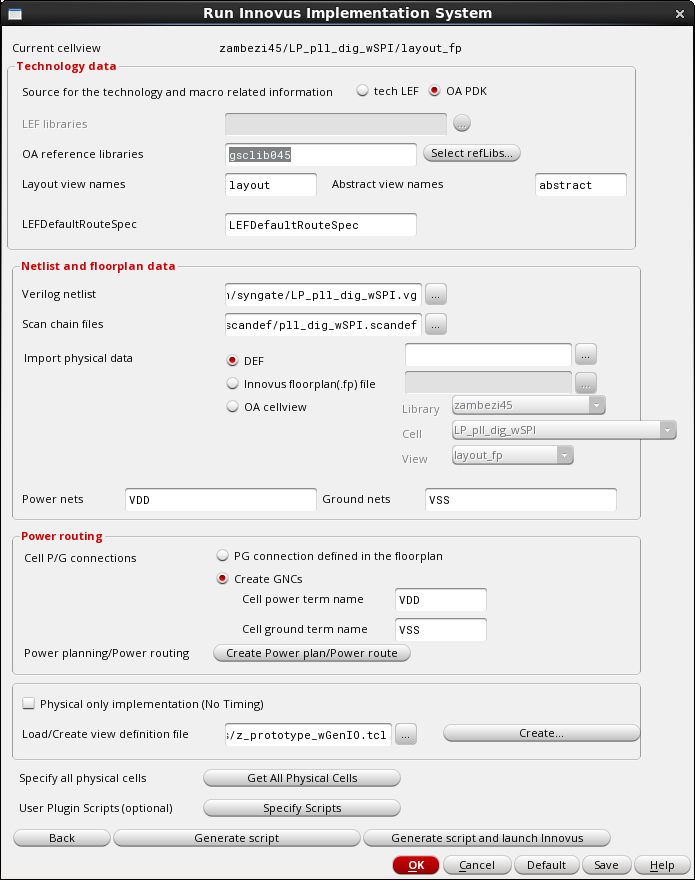 Run Innovus Implementation System
Current cellview zambezi45/LP_pll_dig_wSPI/layout_fp
Technology data
Source for the technology and macro related information tech LEF OA PDK
LEF libraries ...
OA reference libraries gsclib045 Select refLibs...
Layout view names layout Abstract view names abstract
LEFDefaultRouteSpec LEFDefaultRouteSpec
Netlist and floorplan data
Verilog netlist /syngate/LP_pll_dig_wSPI.vg ...
Scan chain files scandef/pll_dig_wSPI.scandef ...
Import physical data DEF ...
Innovus floorplan(.fp) file ...
OA cellview Library zambezi45
Cell LP_pll_dig_wSPI
View layout_fp
Power nets VDD Ground nets VSS
Power routing
Cell P/G connections PG connection defined in the floorplan
Create GNCs
Cell power term name VDD
Cell ground term name VSS
Power planning/Power routing Create Power plan/Power route
Physical only implementation (No Timing)
Load/Create view definition file /z_prototype_wGenIO.tcl ... Create...
Specify all physical cells Get All Physical Cells
User Plugin Scripts (optional) Specify Scripts
Back Generate script Generate script and launch Innovus
OK Cancel Default Save Help